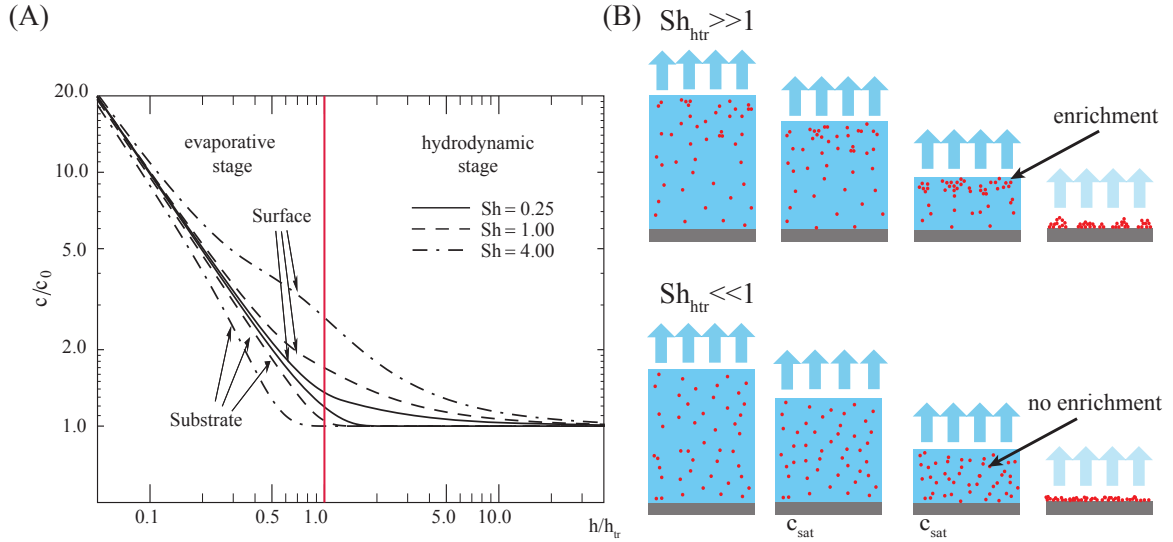 (A)
20.0
10.0
5.0
2.0
1.0
c/c0
evaporative
stage
hydrodynamic
stage
Surface
Sh = 0.25
Sh = 1.00
Sh = 4.00
Substrate
0.1
0.5
1.0
5.0
10.0
h/htr
(B)
Shhtr>>1
enrichment
Shhtr<<1
no enrichment
csat
csat